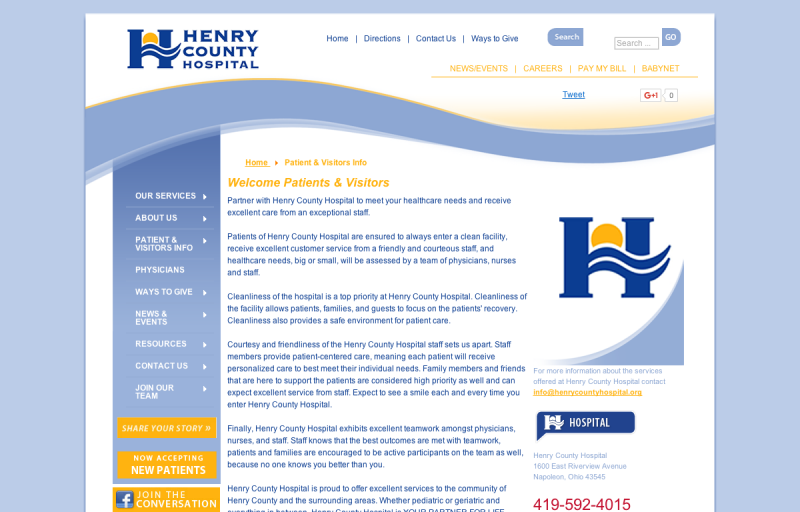 HENRY
COUNTY
HOSPITAL
Home | Directions | Contact Us | Ways to Give
Search
Search ...
GO
NEWS/EVENTS | CAREERS | PAY MY BILL | BABYNET
Tweet
G+1
0
Home
Patient & Visitors Info
OUR SERVICES
ABOUT US
PATIENT &
VISITORS INFO
PHYSICIANS
WAYS TO GIVE
NEWS &
EVENTS
RESOURCES
CONTACT US
JOIN OUR
TEAM
SHARE YOUR STORY »
NOW ACCEPTING
NEW PATIENTS
JOIN THE
CONVERSATION
Welcome Patients & Visitors
Partner with Henry County Hospital to meet your healthcare needs and receive
excellent care from an exceptional staff.
Patients of Henry County Hospital are ensured to always enter a clean facility,
receive excellent customer service from a friendly and courteous staff, and
healthcare needs, big or small, will be assessed by a team of physicians, nurses
and staff.
Cleanliness of the hospital is a top priority at Henry County Hospital. Cleanliness of
the facility allows patients, families, and guests to focus on the patients' recovery.
Cleanliness also provides a safe environment for patient care.
Courtesy and friendliness of the Henry County Hospital staff sets us apart. Staff
members provide patient-centered care, meaning each patient will receive
personalized care to best meet their individual needs. Family members and friends
that are here to support the patients are considered high priority as well and can
expect excellent service from staff. Expect to see a smile each and every time you
enter Henry County Hospital.
Finally, Henry County Hospital exhibits excellent teamwork amongst physicians,
nurses, and staff. Staff knows that the best outcomes are met with teamwork,
patients and families are encouraged to be active participants on the team as well,
because no one knows you better than you.
Henry County Hospital is proud to offer excellent services to the community of
Henry County and the surrounding areas. Whether pediatric or geriatric and
everything in between, Henry County Hospital is YOUR PARTNER FOR LIFE.
For more information about the services
offered at Henry County Hospital contact
info@henrycountyhospital.org
HOSPITAL
Henry County Hospital
1600 East Riverview Avenue
Napoleon, Ohio 43545
419-592-4015